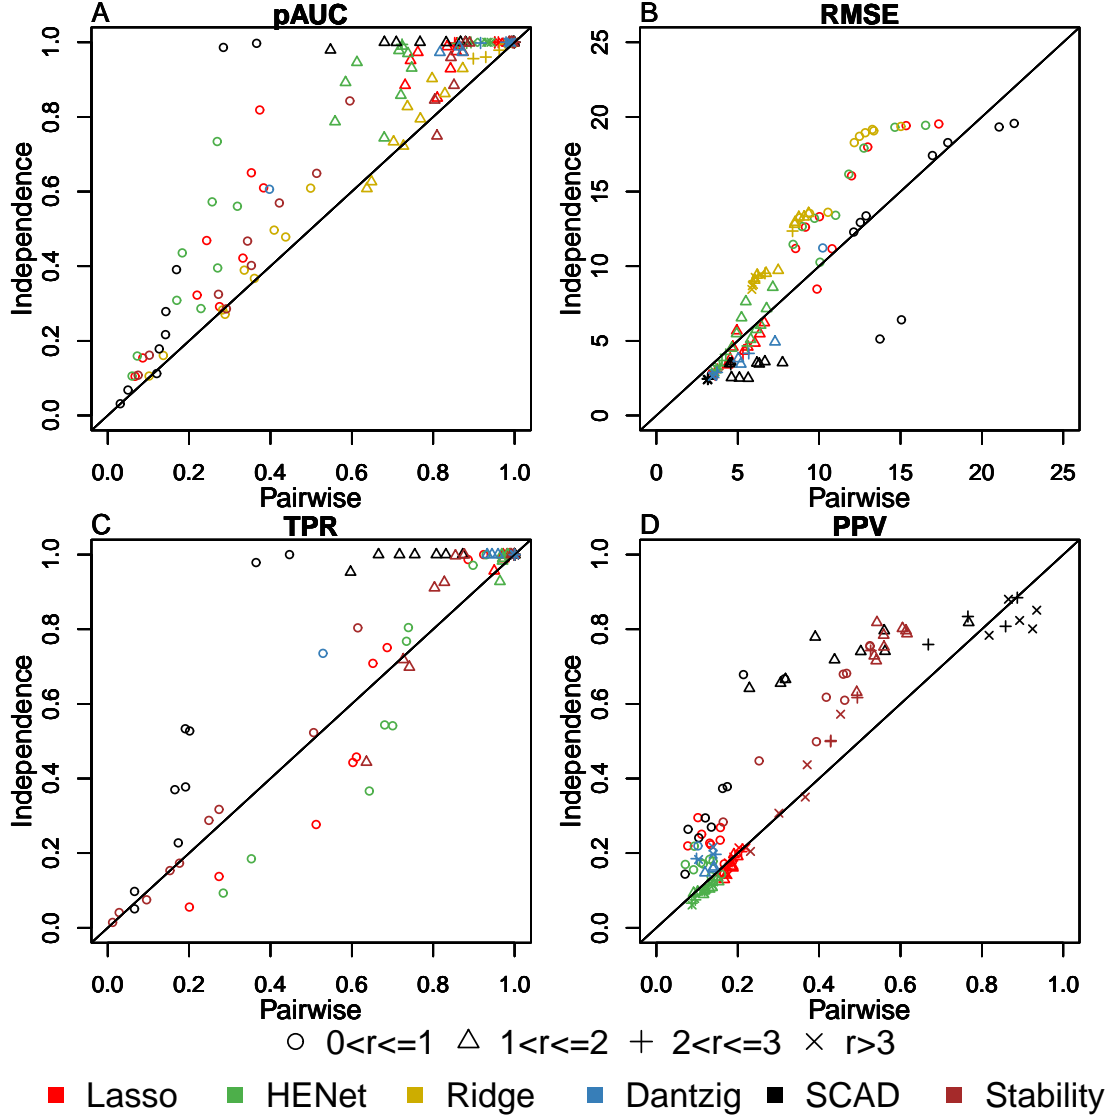 A pAUC
1.0
0.8
0.6
0.4
0.2
0.0
Independence
0.0 0.2 0.4 0.6 0.8 1.0
Pairwise
B RMSE
25
20
15
10
5
0
Independence
0 5 10 15 20 25
Pairwise
C TPR
1.0
0.8
0.6
0.4
0.2
0.0
Independence
0.0 0.2 0.4 0.6 0.8 1.0
Pairwise
D PPV
1.0
0.8
0.6
0.4
0.2
0.0
Independence
0.0 0.2 0.4 0.6 0.8 1.0
Pairwise
0<r<=1 1<r<=2 2<r<=3 r>3
Lasso HENet Ridge Dantzig SCAD Stability